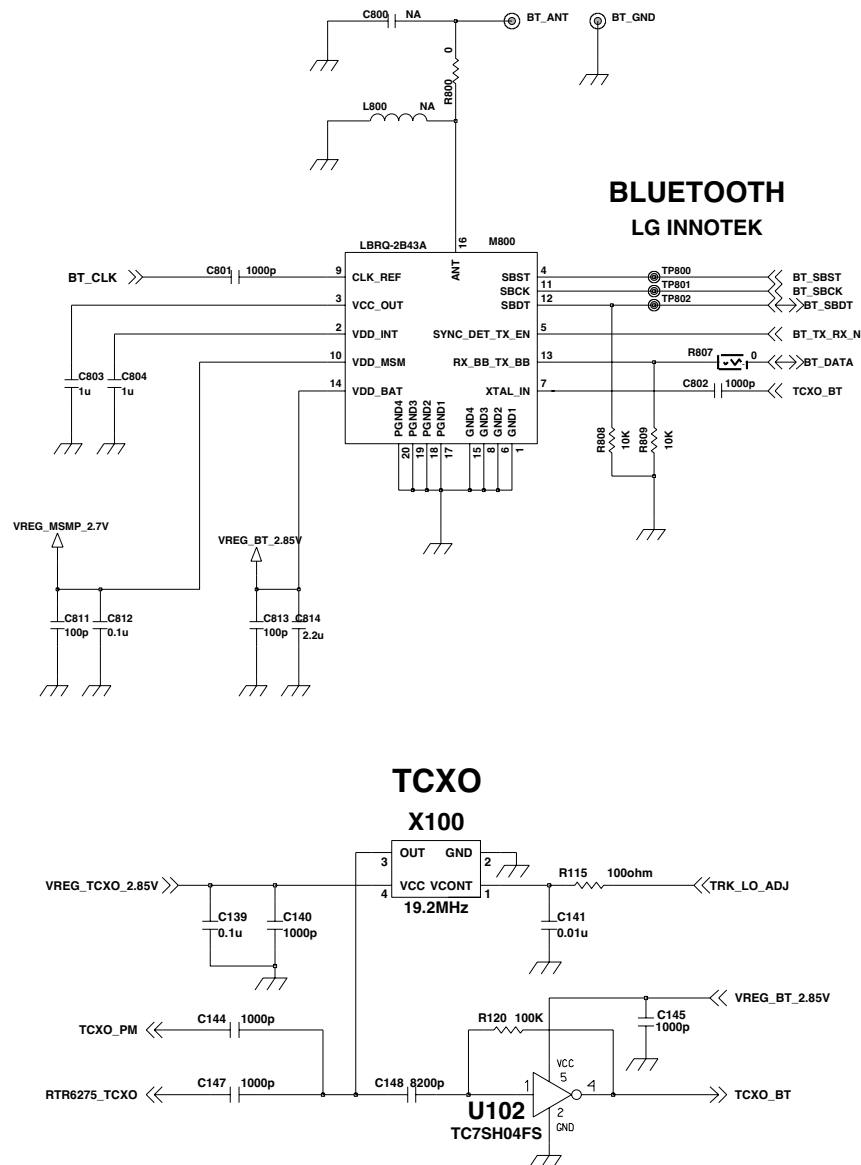 C800 NA
BT_ANT
BT_GND
0
R800
L800 NA
BLUETOOTH
LG INNOTEK
LBRQ-2B43A
16
M800
ANT
BT_CLK
C801 1000p
9 CLK_REF
3 VCC_OUT
2 VDD_INT
10 VDD_MSM
14 VDD_BAT
SBST 4
SBCK 11
SBDT 12
SYNC_DET_TX_EN 5
RX_BB_TX_BB 13
XTAL_IN 7
TP800 BT_SBST
TP801 BT_SBCK
TP802 BT_SBDT
BT_TX_RX_N
R807 0 BT_DATA
C802 1000p TCXO_BT
C803
1u
C804
1u
PGND4
PGND3
PGND2
PGND1
GND4
GND3
GND2
GND1
20
19
18
17
15
8
6
1
R808
10K
R809
10K
VREG_MSMP_2.7V
VREG_BT_2.85V
C811
100p
C812
0.1u
C813
100p
C814
2.2u
TCXO
X100
3 OUT GND 2
4 VCC VCONT 1
19.2MHz
VREG_TCXO_2.85V
R115 100ohm
TRK_LO_ADJ
C139
0.1u
C140
1000p
C141
0.01u
VREG_BT_2.85V
C145
1000p
TCXO_PM
C144 1000p
R120 100K
RTR6275_TCXO
C147 1000p
C148 8200p
VCC
5
1
4
2
GND
U102
TC7SH04FS
TCXO_BT